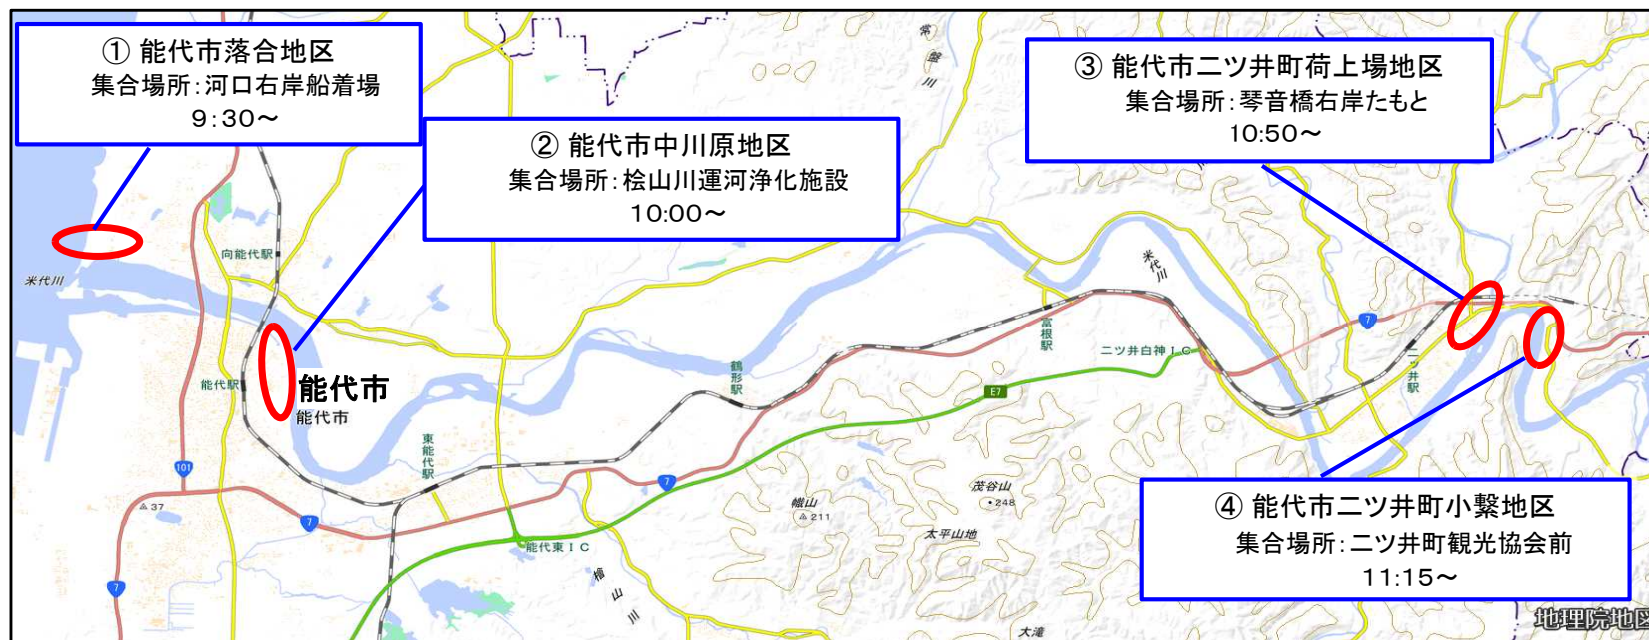 ① 能代市落合地区
集合場所:河口右岸船着場
9:30～
② 能代市中川原地区
集合場所:桧山川運河浄化施設
10:00～
③ 能代市二ツ井町荷上場地区
集合場所:琴音橋右岸たもと
10:50～
④ 能代市二ツ井町小繋地区
集合場所:二ツ井町観光協会前
11:15～
常盤川
向能代駅
米代川
米代川
能代駅
能代市
能代市
東能代駅
鶴形駅
富根駅
二ツ井白神IC
二ツ井駅
7
E7
101
7
7
7
37
能代東IC
檜山川
幟山
211
茂谷山
248
太平山地
大滝
地理院地図